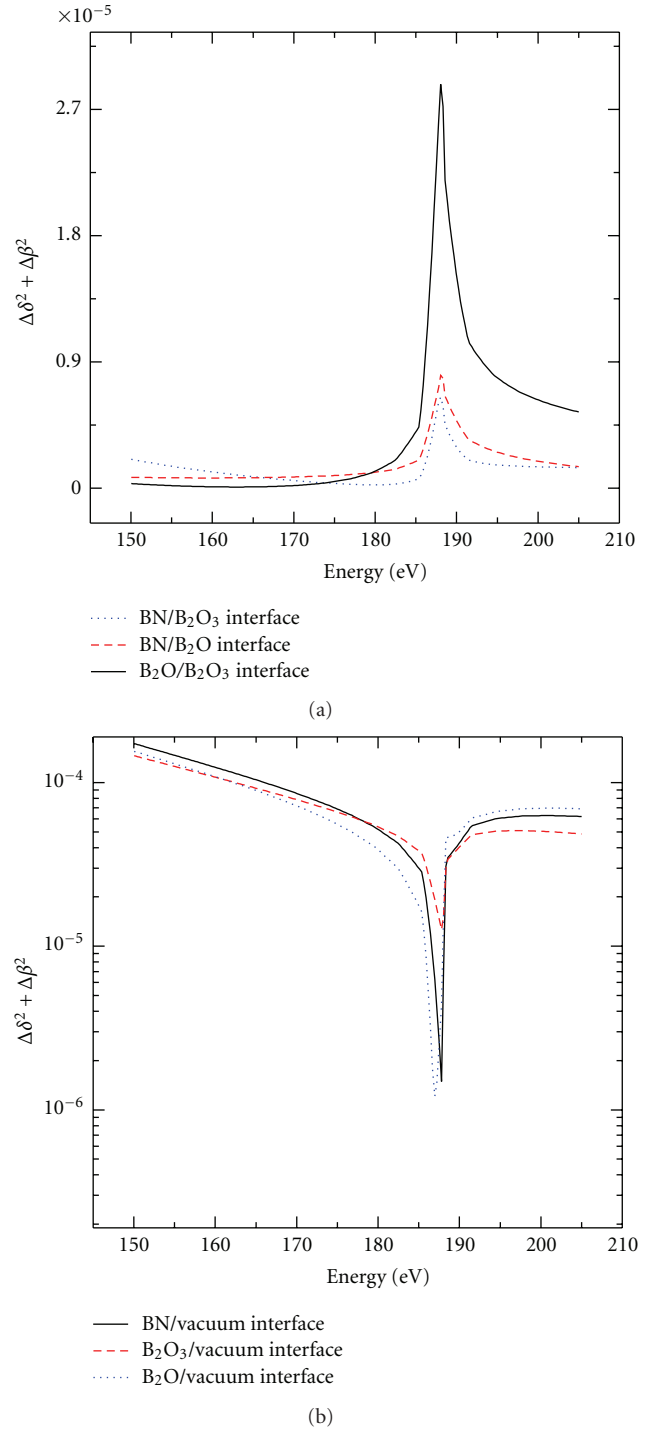 ×10⁻⁵
2.7
1.8
0.9
0
Δδ² + Δβ²
150 160 170 180 190 200 210
Energy (eV)
BN/B₂O₃ interface
BN/B₂O interface
B₂O/B₂O₃ interface
(a)
10⁻⁴
10⁻⁵
10⁻⁶
Δδ² + Δβ²
150 160 170 180 190 200 210
Energy (eV)
BN/vacuum interface
B₂O₃/vacuum interface
B₂O/vacuum interface
(b)